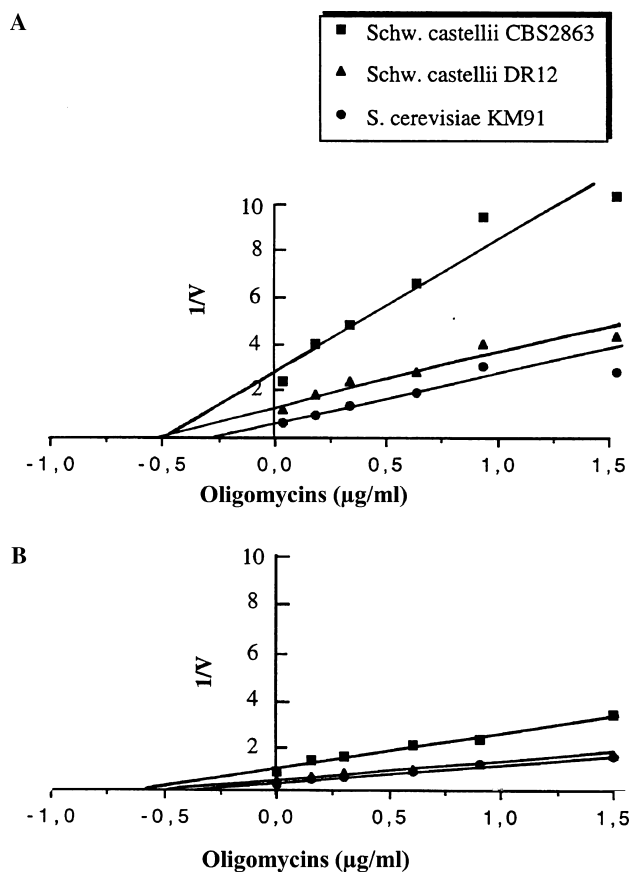 A
Schw. castellii CBS2863
Schw. castellii DR12
S. cerevisiae KM91
10
8
6
4
2
1/V
-1,0 -0,5 0,0 0,5 1,0 1,5
Oligomycins (µg/ml)
B
10
8
6
4
2
1/V
-1,0 -0,5 0,0 0,5 1,0 1,5
Oligomycins (µg/ml)